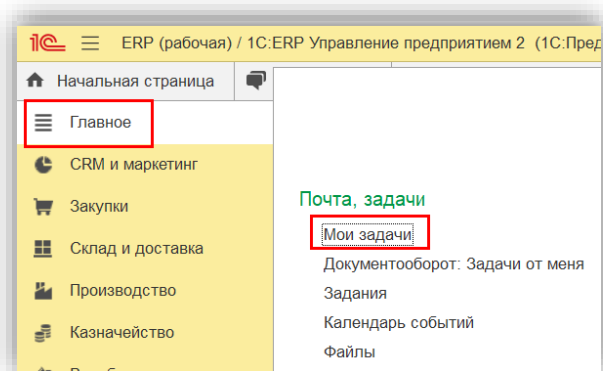 1С ERP (рабочая) / 1С:ERP Управление предприятием 2 (1С:Пред
Начальная страница
Главное
CRM и маркетинг
Закупки
Склад и доставка
Производство
Казначейство
Почта, задачи
Мои задачи
Документооборот: Задачи от меня
Задания
Календарь событий
Файлы